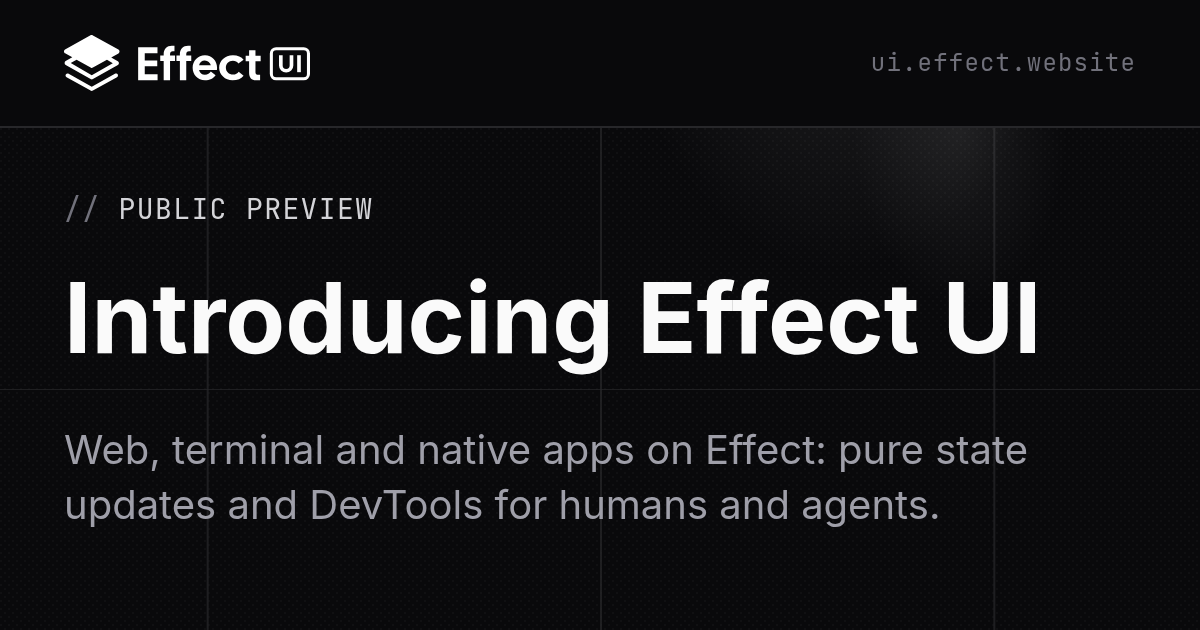 Effect UI
ui.effect.website
// PUBLIC PREVIEW
Introducing Effect UI
Web, terminal and native apps on Effect: pure state
updates and DevTools for humans and agents.